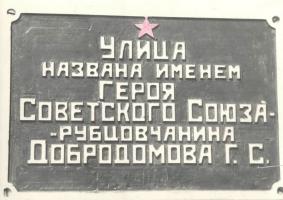 Улица
названа именем
Героя
Советского Союза-
-рубцовчанина
Добродомова Г. С.